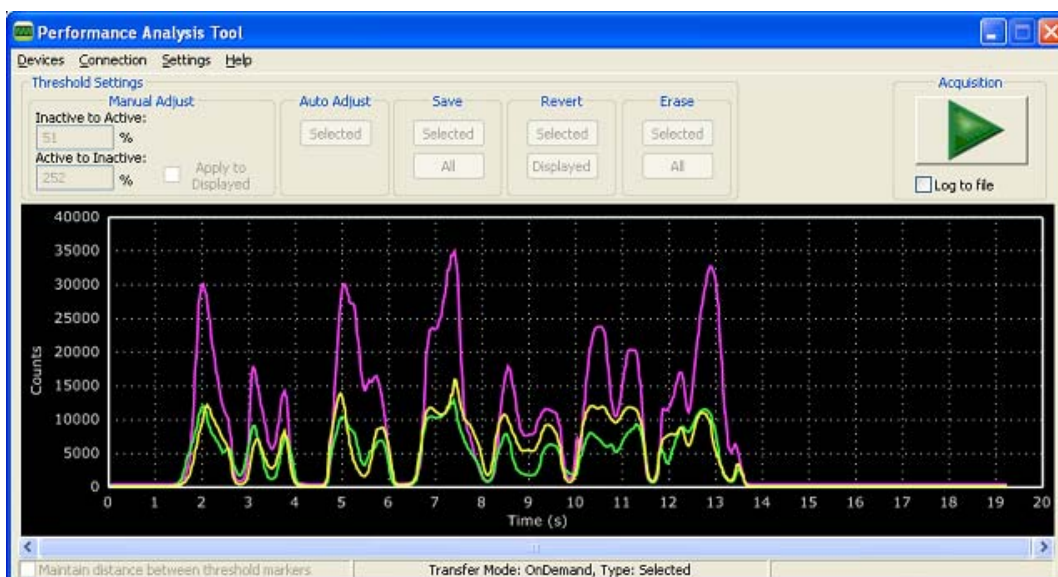 Performance Analysis Tool
Devices Connection Settings Help
Threshold Settings
Manual Adjust
Inactive to Active:
51 %
Active to Inactive:
252 %
Apply to
Displayed
Auto Adjust
Selected
Save
Selected
All
Revert
Selected
Displayed
Erase
Selected
All
Acquisition
Log to file
40000
35000
30000
25000
20000
15000
10000
5000
0
Counts
0 1 2 3 4 5 6 7 8 9 10 11 12 13 14 15 16 17 18 19 20
Time (s)
Maintain distance between threshold markers
Transfer Mode: OnDemand, Type: Selected